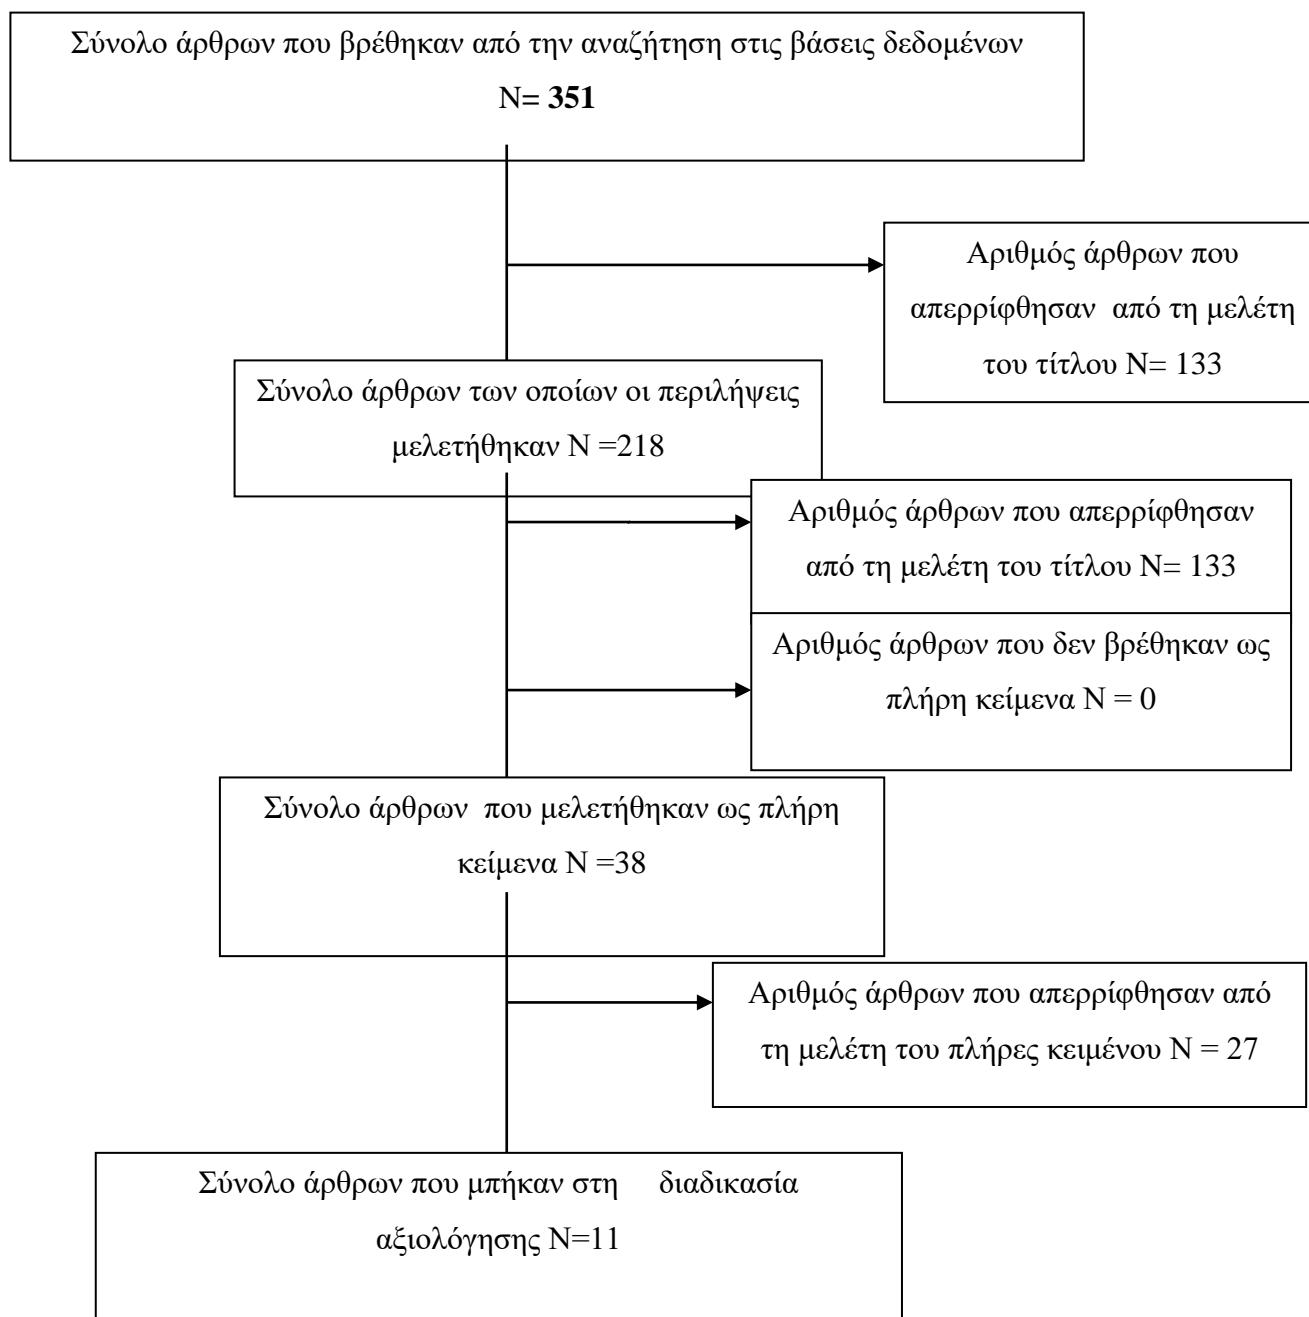 Σύνολο άρθρων που βρέθηκαν από την αναζήτηση στις βάσεις δεδομένων
N= 351
Αριθμός άρθρων που
απερρίφθησαν από τη μελέτη
του τίτλου N= 133
Σύνολο άρθρων των οποίων οι περιλήψεις
μελετήθηκαν N =218
Αριθμός άρθρων που απερρίφθησαν
από τη μελέτη του τίτλου N= 133
Αριθμός άρθρων που δεν βρέθηκαν ως
πλήρη κείμενα N = 0
Σύνολο άρθρων που μελετήθηκαν ως πλήρη
κείμενα N =38
Αριθμός άρθρων που απερρίφθησαν από
τη μελέτη του πλήρες κειμένου N = 27
Σύνολο άρθρων που μπήκαν στη διαδικασία
αξιολόγησης N=11